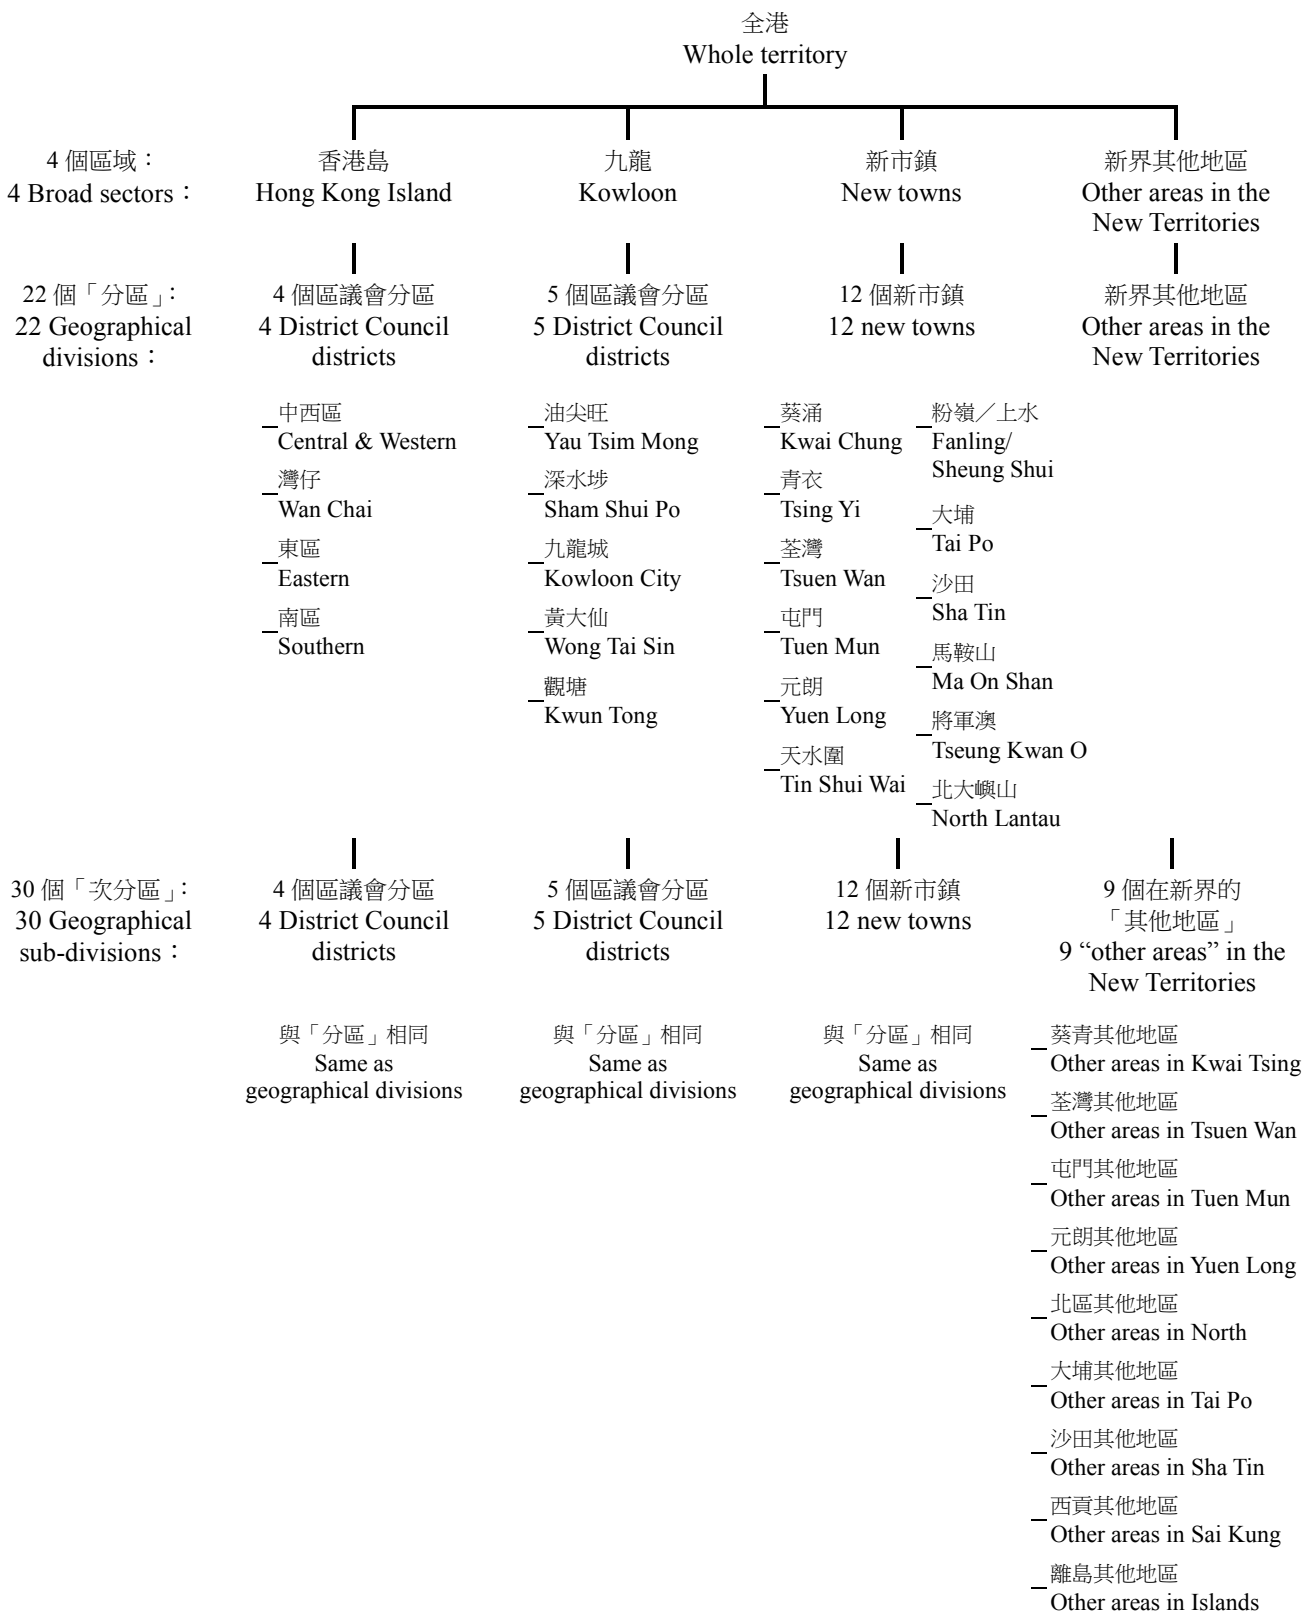 全港
Whole territory
4 個區域：
4 Broad sectors：
香港島
Hong Kong Island
九龍
Kowloon
新市鎮
New towns
新界其他地區
Other areas in the
New Territories
22 個「分區」：
22 Geographical
divisions：
4 個區議會分區
4 District Council
districts
5 個區議會分區
5 District Council
districts
12 個新市鎮
12 new towns
新界其他地區
Other areas in the
New Territories
中西區
Central & Western
灣仔
Wan Chai
東區
Eastern
南區
Southern
油尖旺
Yau Tsim Mong
深水埗
Sham Shui Po
九龍城
Kowloon City
黃大仙
Wong Tai Sin
觀塘
Kwun Tong
葵涌
Kwai Chung
青衣
Tsing Yi
荃灣
Tsuen Wan
屯門
Tuen Mun
元朗
Yuen Long
天水圍
Tin Shui Wai
粉嶺／上水
Fanling/
Sheung Shui
大埔
Tai Po
沙田
Sha Tin
馬鞍山
Ma On Shan
將軍澳
Tseung Kwan O
北大嶼山
North Lantau
30 個「次分區」：
30 Geographical
sub-divisions：
4 個區議會分區
4 District Council
districts
5 個區議會分區
5 District Council
districts
12 個新市鎮
12 new towns
9 個在新界的
「其他地區」
9 “other areas” in the
New Territories
與「分區」相同
Same as
geographical divisions
與「分區」相同
Same as
geographical divisions
與「分區」相同
Same as
geographical divisions
葵青其他地區
Other areas in Kwai Tsing
荃灣其他地區
Other areas in Tsuen Wan
屯門其他地區
Other areas in Tuen Mun
元朗其他地區
Other areas in Yuen Long
北區其他地區
Other areas in North
大埔其他地區
Other areas in Tai Po
沙田其他地區
Other areas in Sha Tin
西貢其他地區
Other areas in Sai Kung
離島其他地區
Other areas in Islands